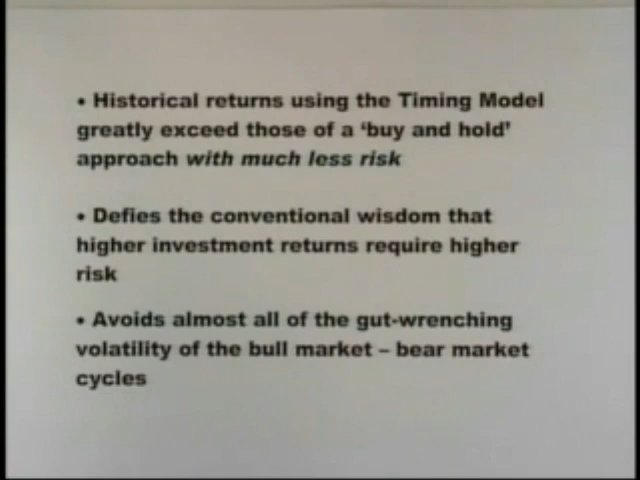 • Historical returns using the Timing Model
greatly exceed those of a ‘buy and hold’
approach with much less risk
• Defies the conventional wisdom that
higher investment returns require higher
risk
• Avoids almost all of the gut-wrenching
volatility of the bull market – bear market
cycles